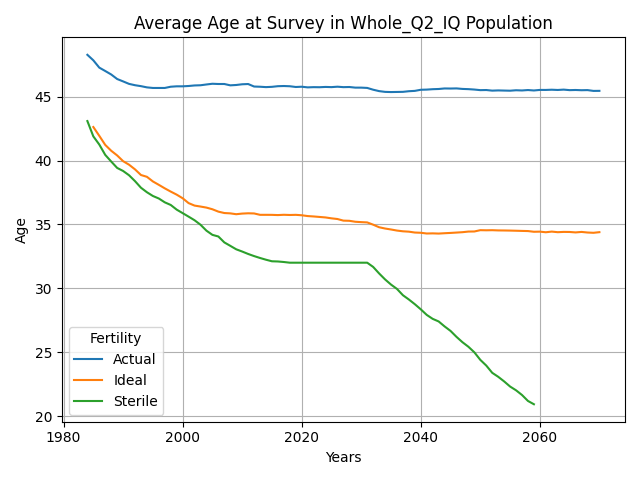 Average Age at Survey in Whole_Q2_IQ Population
Age
45
40
35
30
25
20
Fertility
Actual
Ideal
Sterile
1980
2000
2020
2040
2060
Years